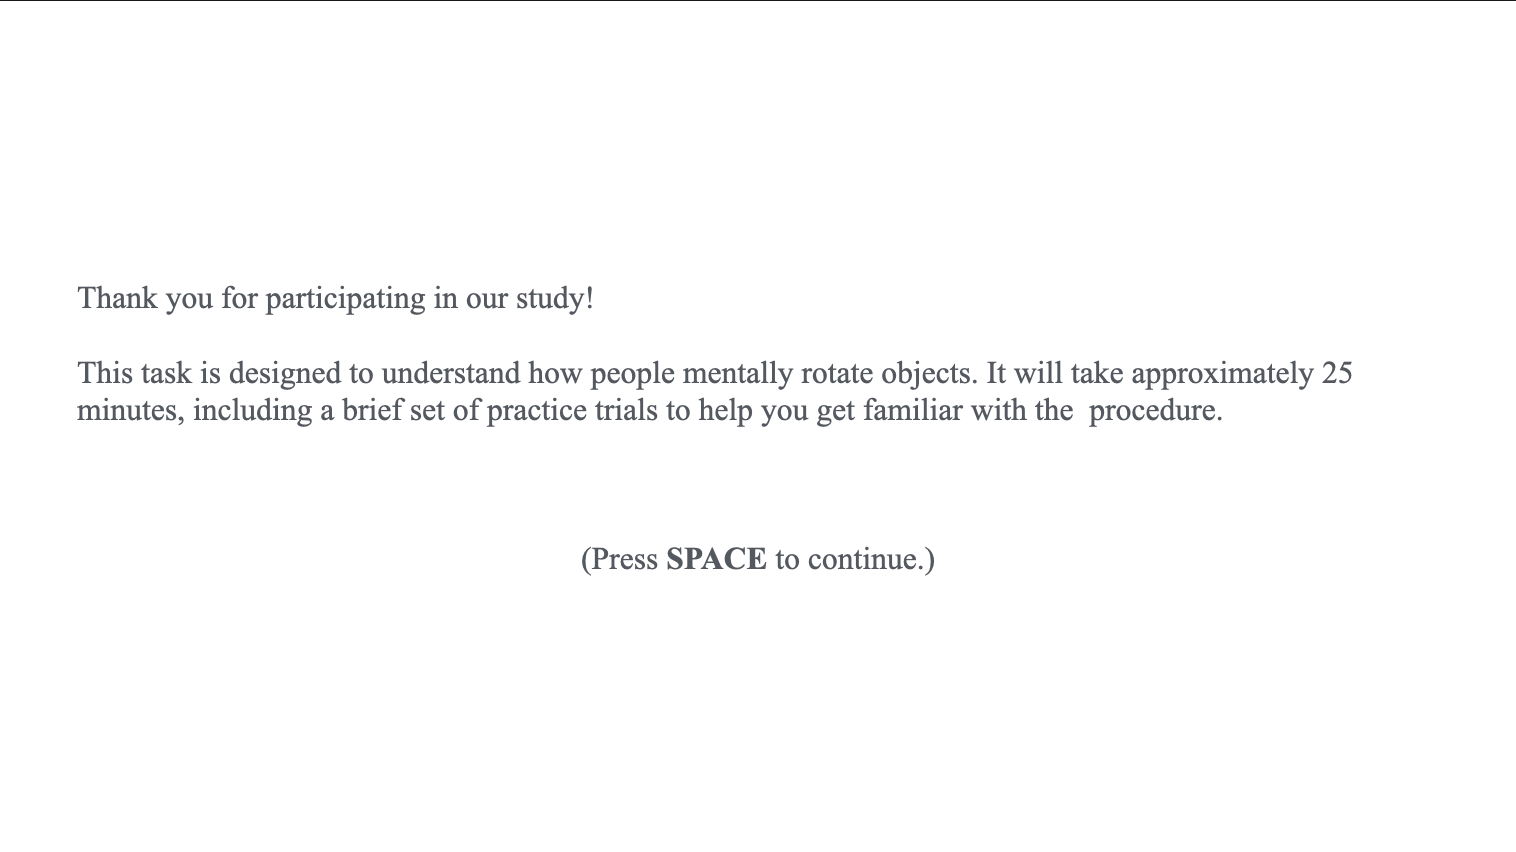 Thank you for participating in our study!
This task is designed to understand how people mentally rotate objects. It will take approximately 25
minutes, including a brief set of practice trials to help you get familiar with the  procedure.
(Press SPACE to continue.)